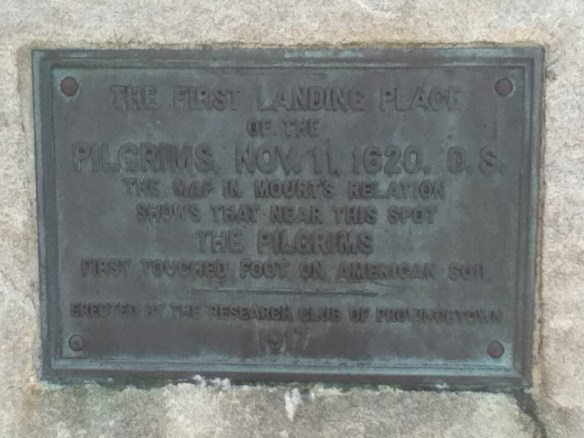 THE FIRST LANDING PLACE
OF THE
PILGRIMS, NOV. 11, 1620. O. S.
THE MAP IN MOURT'S RELATION
SHOWS THAT NEAR THIS SPOT
THE PILGRIMS
FIRST TOUCHED FOOT ON AMERICAN SOIL
ERECTED BY THE RESEARCH CLUB OF PROVINCETOWN
1917